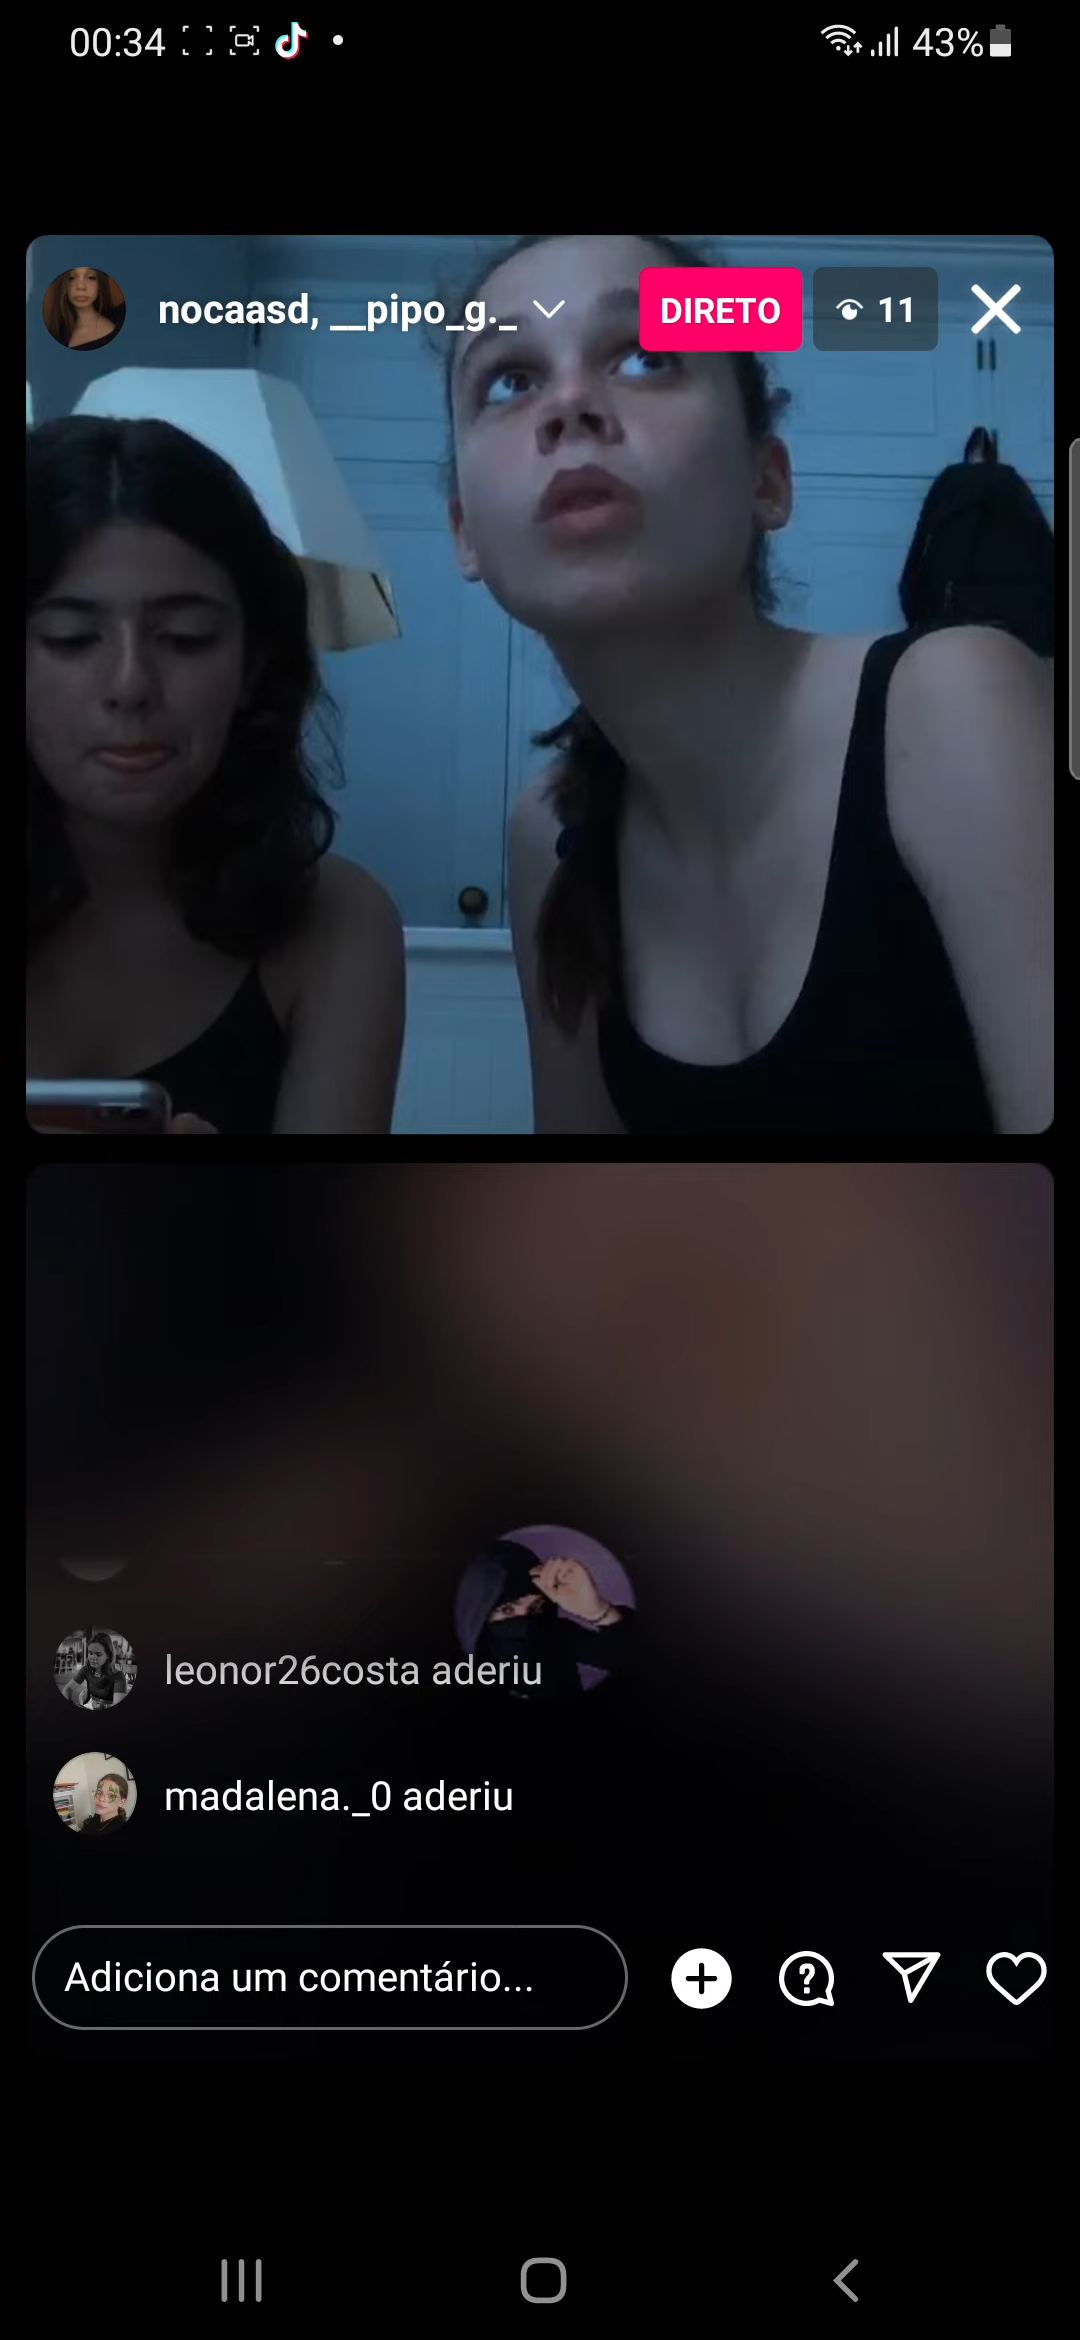 00:34
43%
nocaasd, __pipo_g._
DIRETO
11
leonor26costa aderiu
madalena._0 aderiu
Adiciona um comentário...